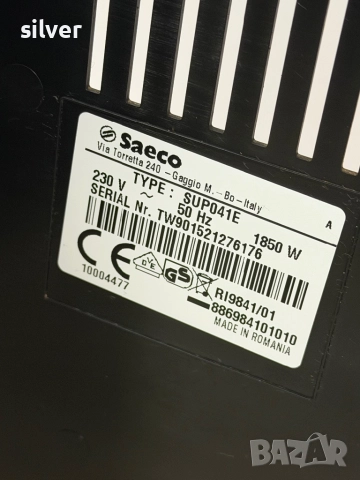 silver
Saeco
Via Torretta 240 - Gaggio M. - Bo - Italy
TYPE: SUP041E A
230 V ~ 50 Hz 1850 W
SERIAL Nr. TW901521276176
CE GS
10004477
RI9841/01
886984101010
MADE IN ROMANIA
BAZAR